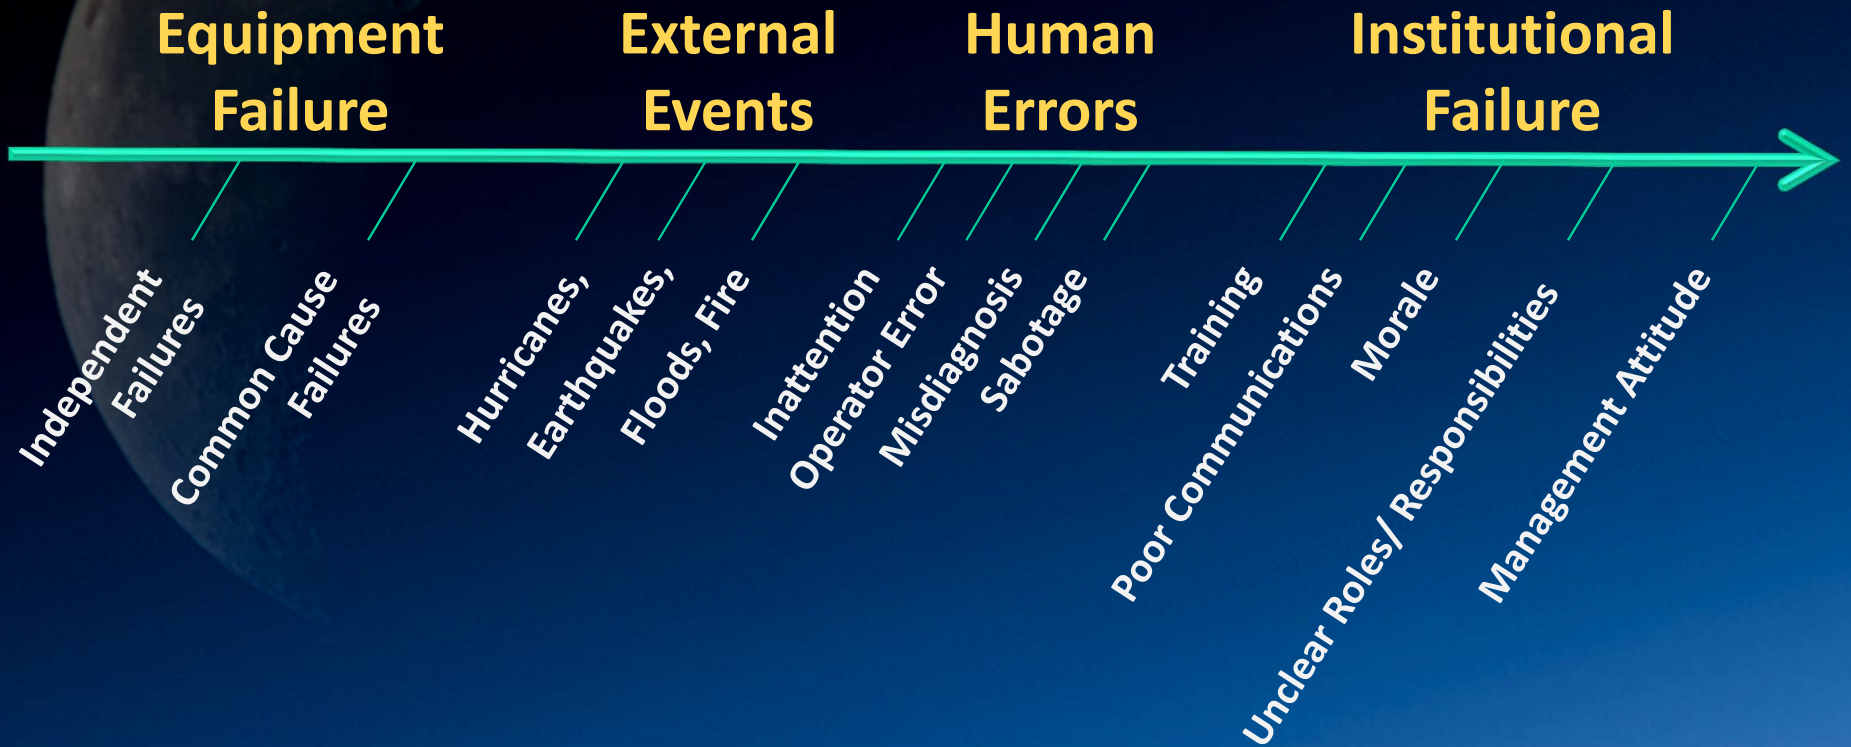 Equipment
Failure
External
Events
Human
Errors
Institutional
Failure
Independent
Failures
Common Cause
Failures
Hurricanes,
Earthquakes,
Floods, Fire
Inattention
Operator Error
Misdiagnosis
Sabotage
Training
Poor Communications
Morale
Unclear Roles/ Responsibilities
Management Attitude